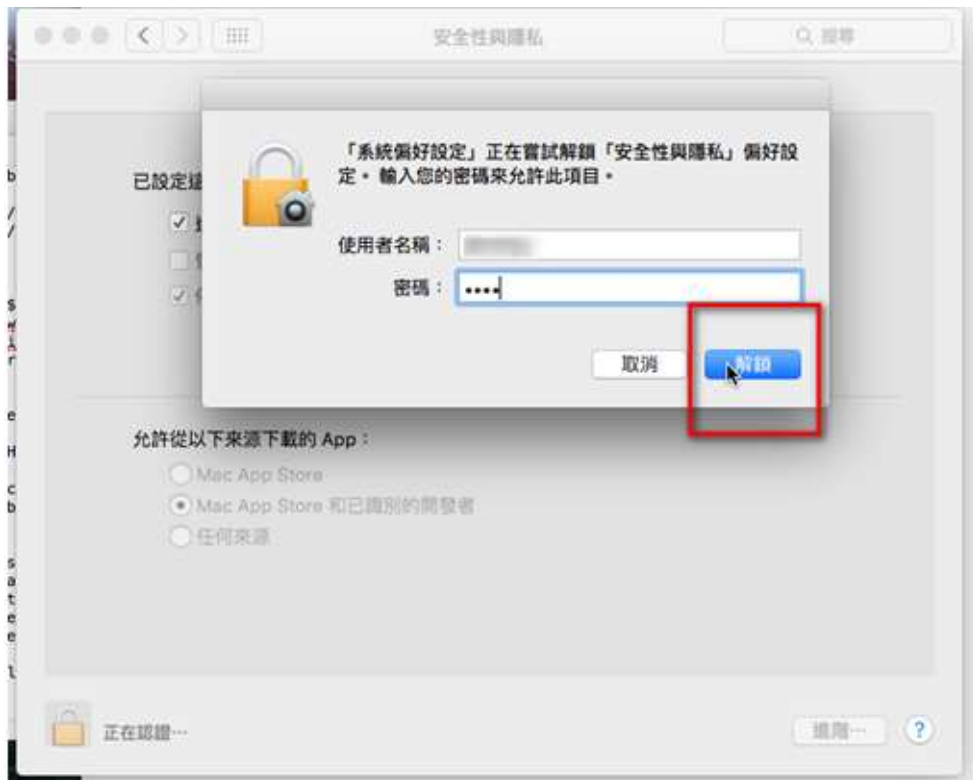 安全性與隱私
搜尋
「系統偏好設定」正在嘗試解鎖「安全性與隱私」偏好設
定。輸入您的密碼來允許此項目。
已設定
使用者名稱：
密碼：••••
取消
解鎖
允許從以下來源下載的 App：
Mac App Store
Mac App Store 和已識別的開發者
任何來源
正在認證…
進階…
?